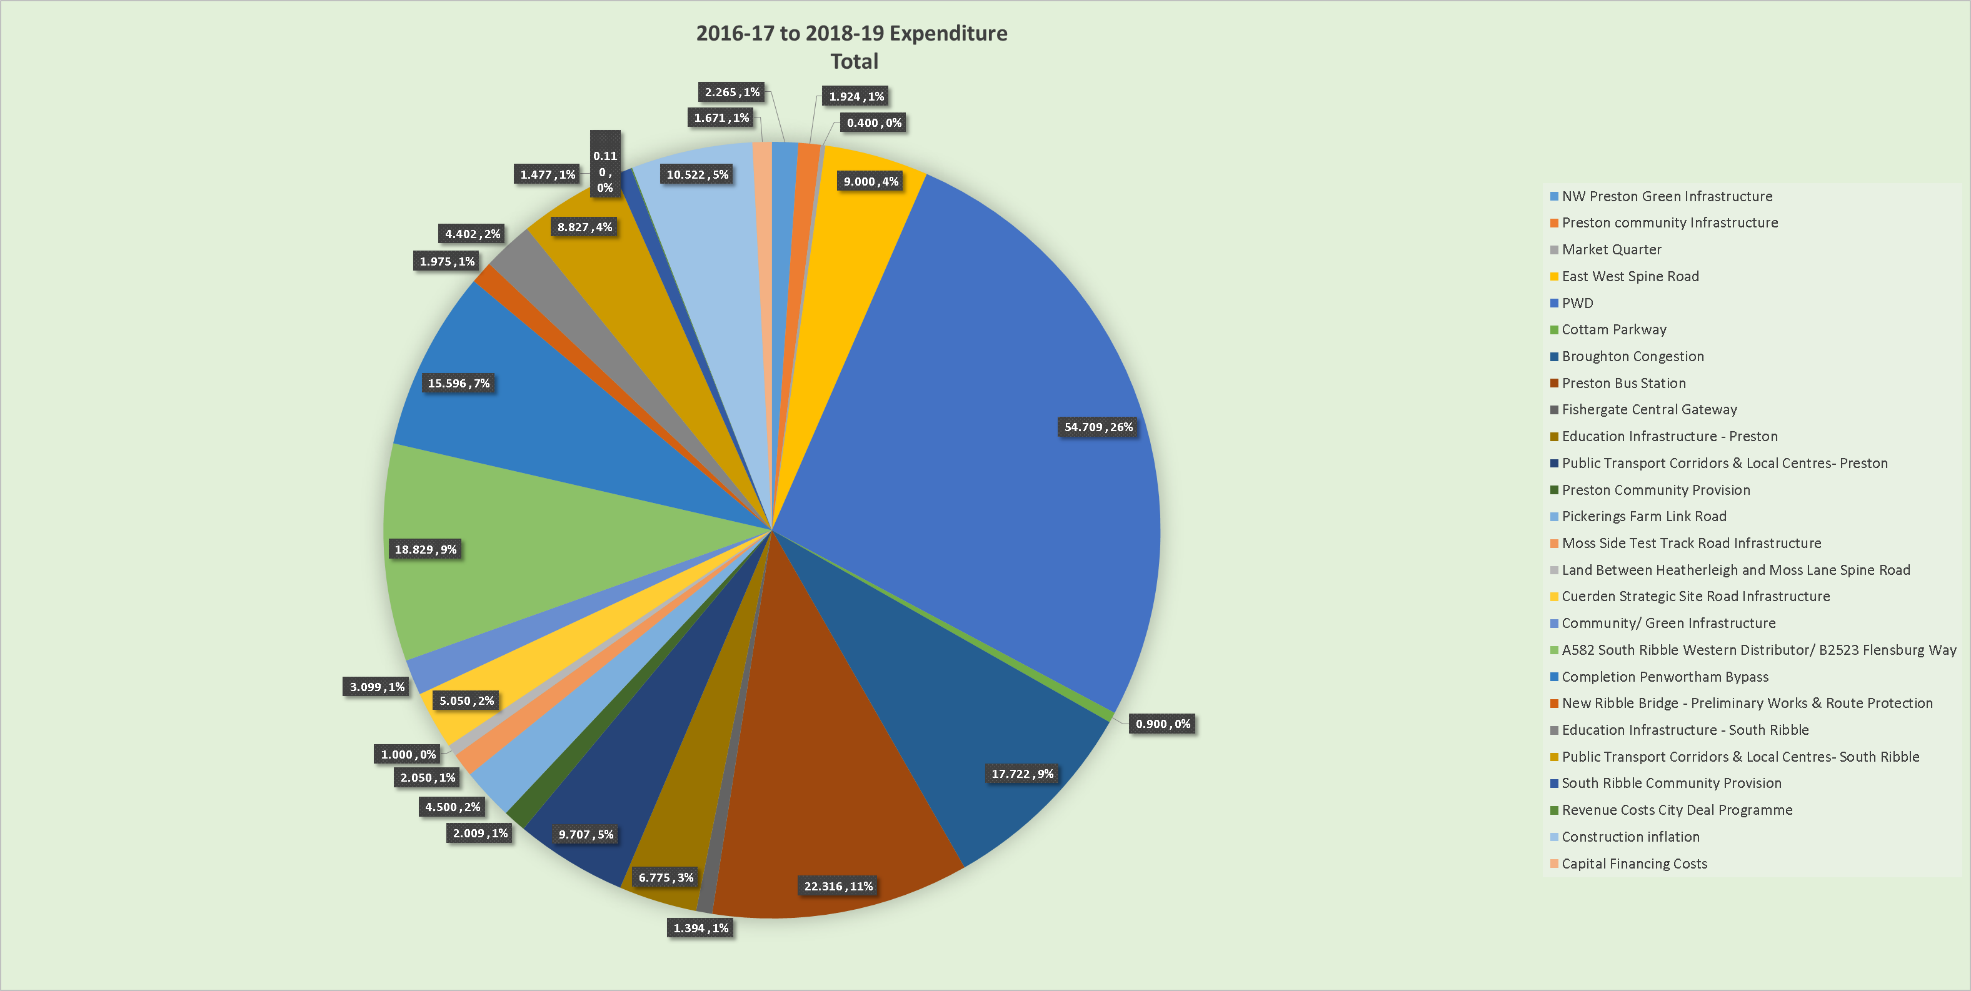 2016-17 to 2018-19 Expenditure
Total
2.265 , 1%
1.924 , 1%
1.671 , 1%
0.400 , 0%
0.11
0 ,
0%
1.477 , 1%
10.522 , 5%
9.000 , 4%
8.827 , 4%
4.402 , 2%
1.975 , 1%
15.596 , 7%
54.709 , 26%
18.829 , 9%
3.099 , 1%
5.050 , 2%
0.900 , 0%
1.000 , 0%
2.050 , 1%
17.722 , 9%
4.500 , 2%
2.009 , 1%
9.707 , 5%
6.775 , 3%
22.316 , 11%
1.394 , 1%
NW Preston Green Infrastructure
Preston community Infrastructure
Market Quarter
East West Spine Road
PWD
Cottam Parkway
Broughton Congestion
Preston Bus Station
Fishergate Central Gateway
Education Infrastructure - Preston
Public Transport Corridors & Local Centres- Preston
Preston Community Provision
Pickerings Farm Link Road
Moss Side Test Track Road Infrastructure
Land Between Heatherleigh and Moss Lane Spine Road
Cuerden Strategic Site Road Infrastructure
Community/ Green Infrastructure
A582 South Ribble Western Distributor/ B2523 Flensburg Way
Completion Penwortham Bypass
New Ribble Bridge - Preliminary Works & Route Protection
Education Infrastructure - South Ribble
Public Transport Corridors & Local Centres- South Ribble
South Ribble Community Provision
Revenue Costs City Deal Programme
Construction inflation
Capital Financing Costs